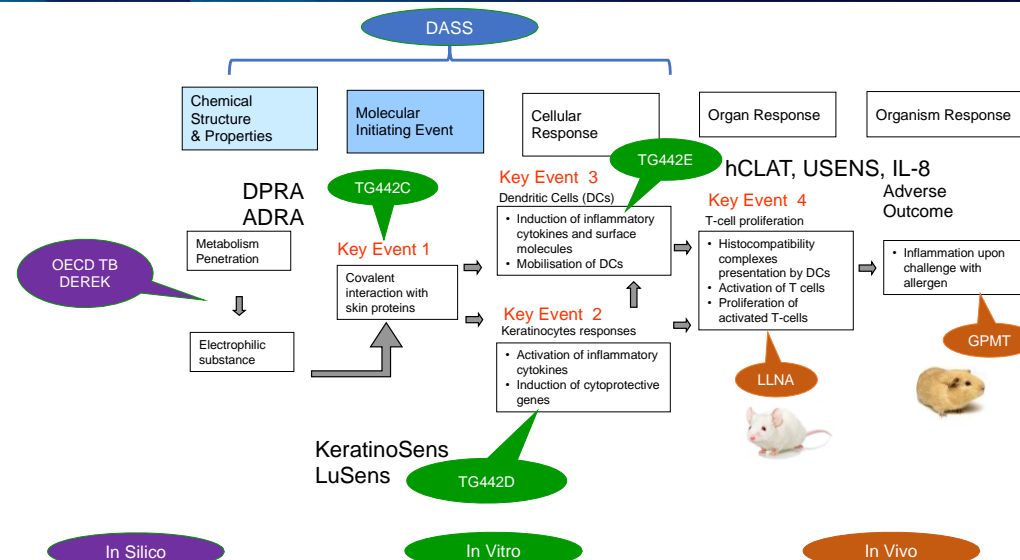 DASS
Chemical
Structure
& Properties
Molecular
Initiating Event
Cellular
Response
Organ Response
Organism Response
TG442E
hCLAT, USENS, IL-8
DPRA
ADRA
TG442C
Key Event  3
Dendritic Cells (DCs)
• Induction of inflammatory
cytokines and surface
molecules
• Mobilisation of DCs
Key Event 4
T-cell proliferation
• Histocompatibility
complexes
presentation by DCs
• Activation of T cells
• Proliferation of
activated T-cells
Adverse
Outcome
• Inflammation upon
challenge with
allergen
Metabolism
Penetration
OECD TB
DEREK
Electrophilic
substance
Key Event 1
Covalent
interaction with
skin proteins
Key Event  2
Keratinocytes responses
• Activation of inflammatory
cytokines
• Induction of cytoprotective
genes
GPMT
LLNA
KeratinoSens
LuSens
TG442D
In Silico
In Vitro
In Vivo